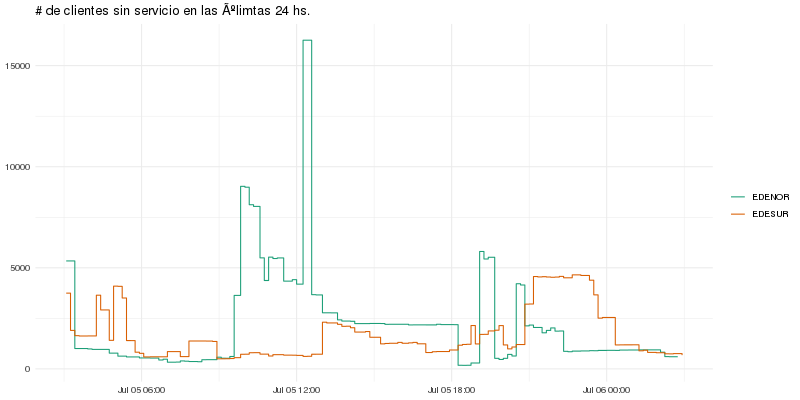 # de clientes sin servicio en las Ãºlimtas 24 hs.
15000
10000
5000
0
Jul 05 06:00
Jul 05 12:00
Jul 05 18:00
Jul 06 00:00
EDENOR
EDESUR